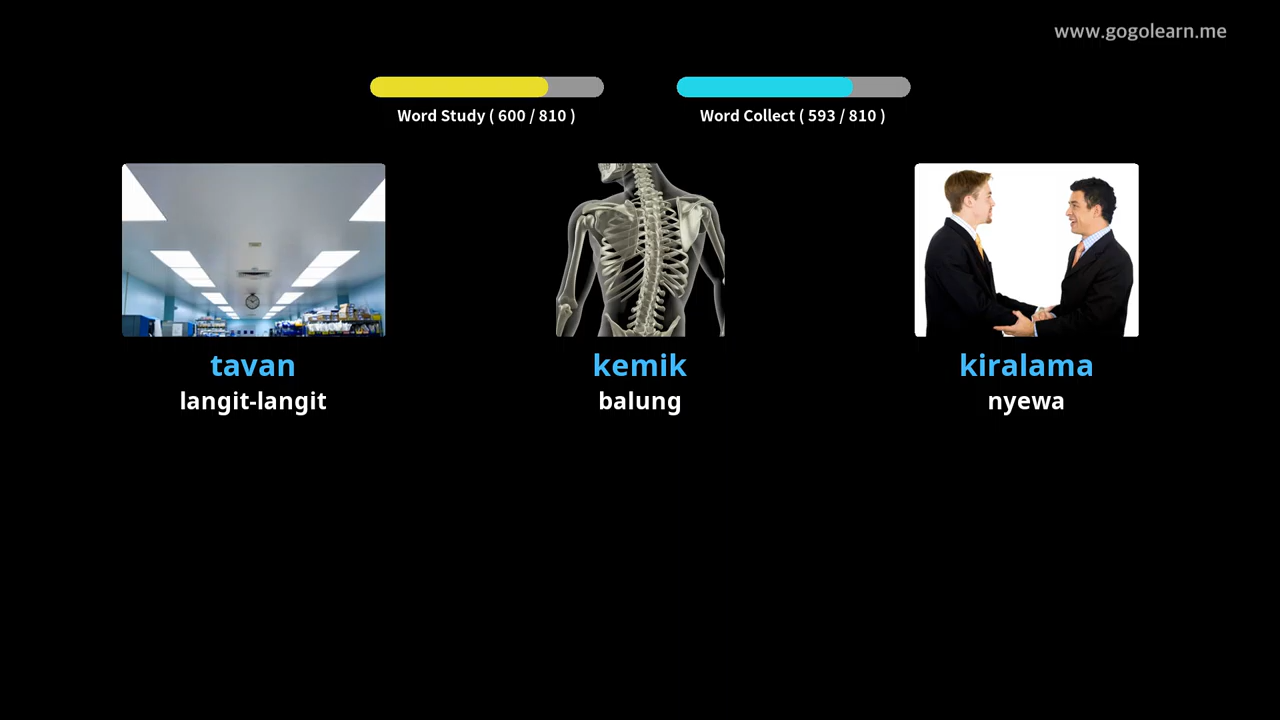 www.gogolearn.me
Word Study ( 600 / 810 )
Word Collect ( 593 / 810 )
tavan
langit-langit
kemik
balung
kiralama
nyewa